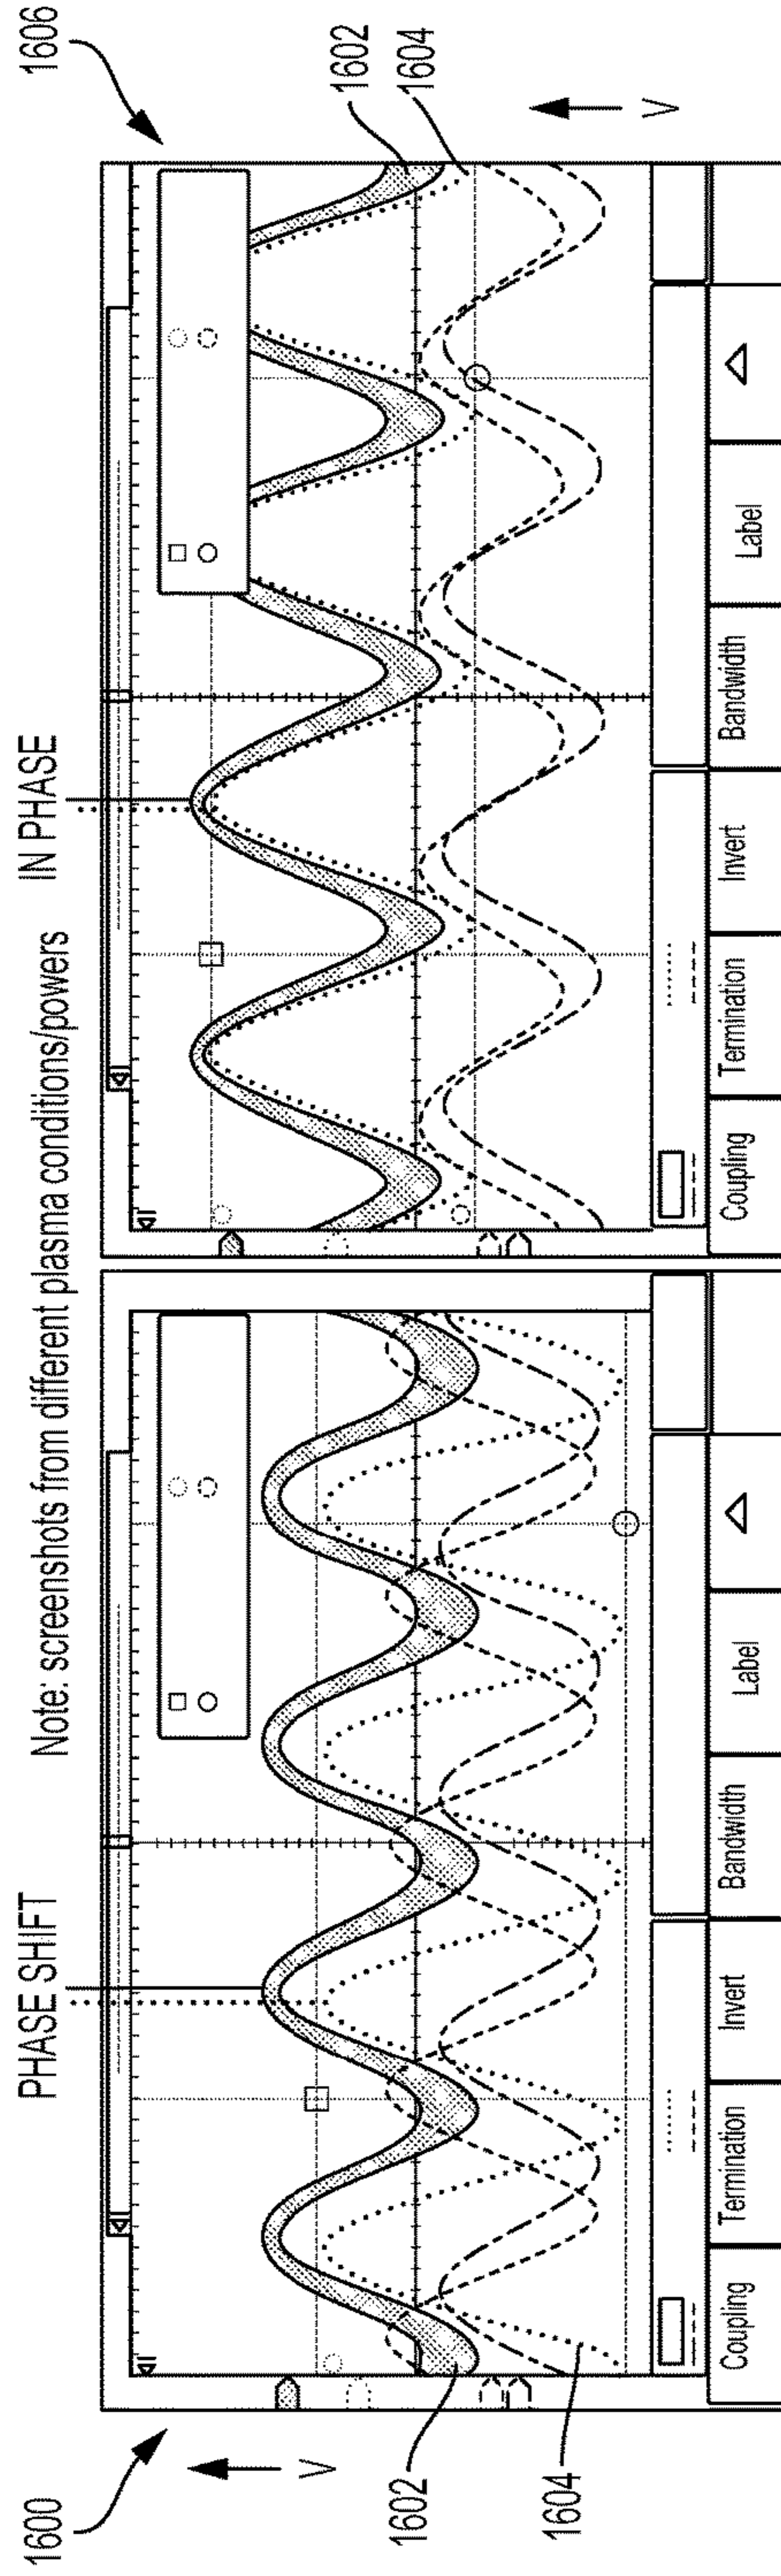 Note: screenshots from different plasma conditions/powers
1600
PHASE SHIFT
V
1602
1604
Coupling
Termination
Invert
Bandwidth
Label
1606
IN PHASE
1602
1604
V
Coupling
Termination
Invert
Bandwidth
Label